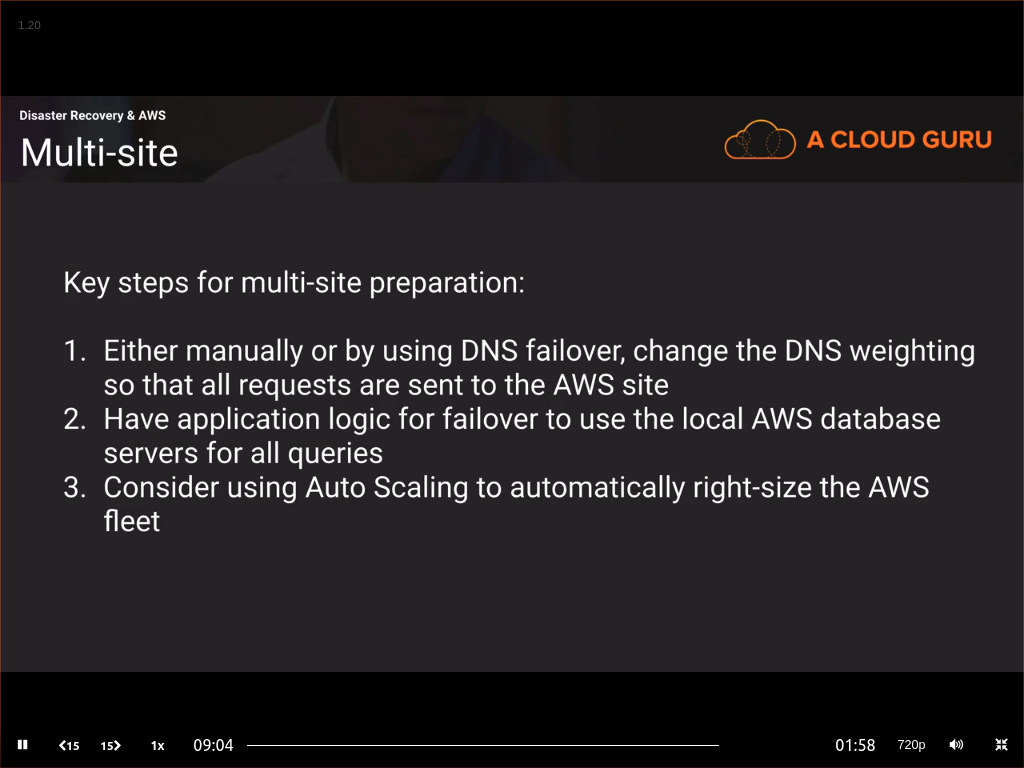 1.20
Disaster Recovery & AWS
Multi-site
A CLOUD GURU
Key steps for multi-site preparation:
1. Either manually or by using DNS failover, change the DNS weighting
so that all requests are sent to the AWS site
2. Have application logic for failover to use the local AWS database
servers for all queries
3. Consider using Auto Scaling to automatically right-size the AWS
fleet
15 15 1x 09:04 01:58 720p